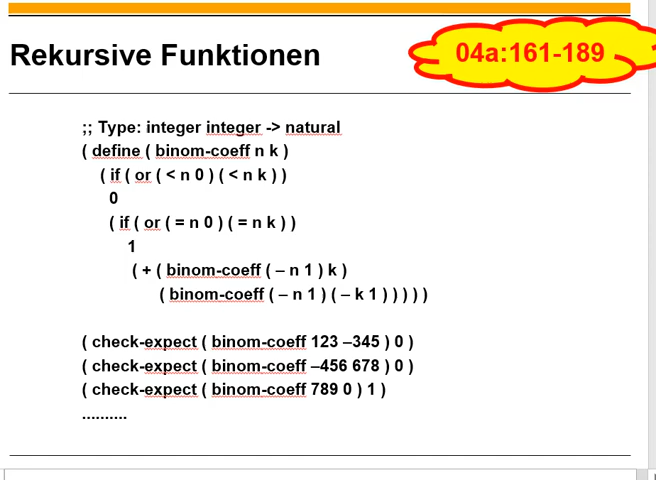 Rekursive Funktionen
04a:161-189
;; Type: integer integer -> natural
( define ( binom-coeff n k )
( if ( or ( < n 0 ) ( < n k ) )
0
( if ( or ( = n 0 ) ( = n k ) )
1
( + ( binom-coeff ( – n 1 ) k )
( binom-coeff ( – n 1 ) ( – k 1 ) ) ) ) )
( check-expect ( binom-coeff 123 –345 ) 0 )
( check-expect ( binom-coeff –456 678 ) 0 )
( check-expect ( binom-coeff 789 0 ) 1 )
..........